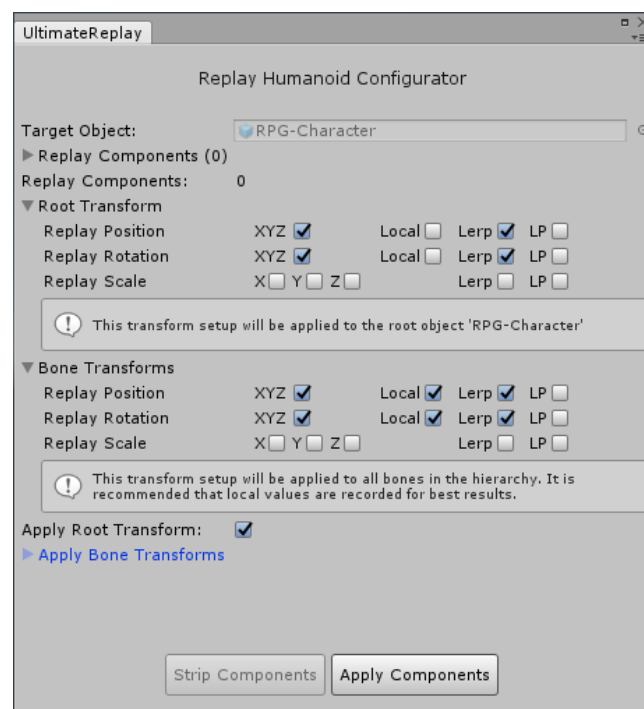 UltimateReplay
Replay Humanoid Configurator
Target Object: RPG-Character
Replay Components (0)
Replay Components: 0
Root Transform
Replay Position XYZ Local Lerp LP
Replay Rotation XYZ Local Lerp LP
Replay Scale X Y Z Lerp LP
This transform setup will be applied to the root object 'RPG-Character'
Bone Transforms
Replay Position XYZ Local Lerp LP
Replay Rotation XYZ Local Lerp LP
Replay Scale X Y Z Lerp LP
This transform setup will be applied to all bones in the hierarchy. It is
recommended that local values are recorded for best results.
Apply Root Transform:
Apply Bone Transforms
Strip Components Apply Components